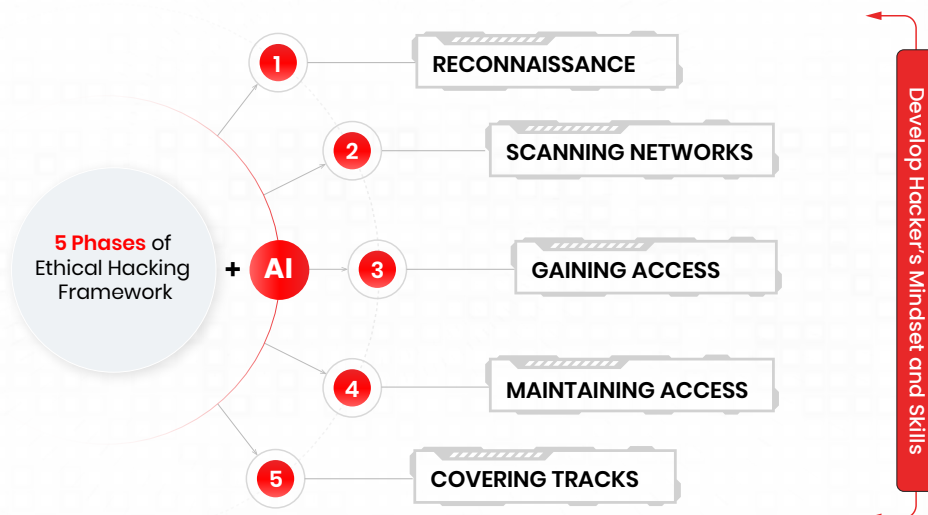 1
RECONNAISSANCE
2
SCANNING NETWORKS
5 Phases of
Ethical Hacking
Framework
+
AI
3
GAINING ACCESS
4
MAINTAINING ACCESS
5
COVERING TRACKS
Develop Hacker's Mindset and Skills